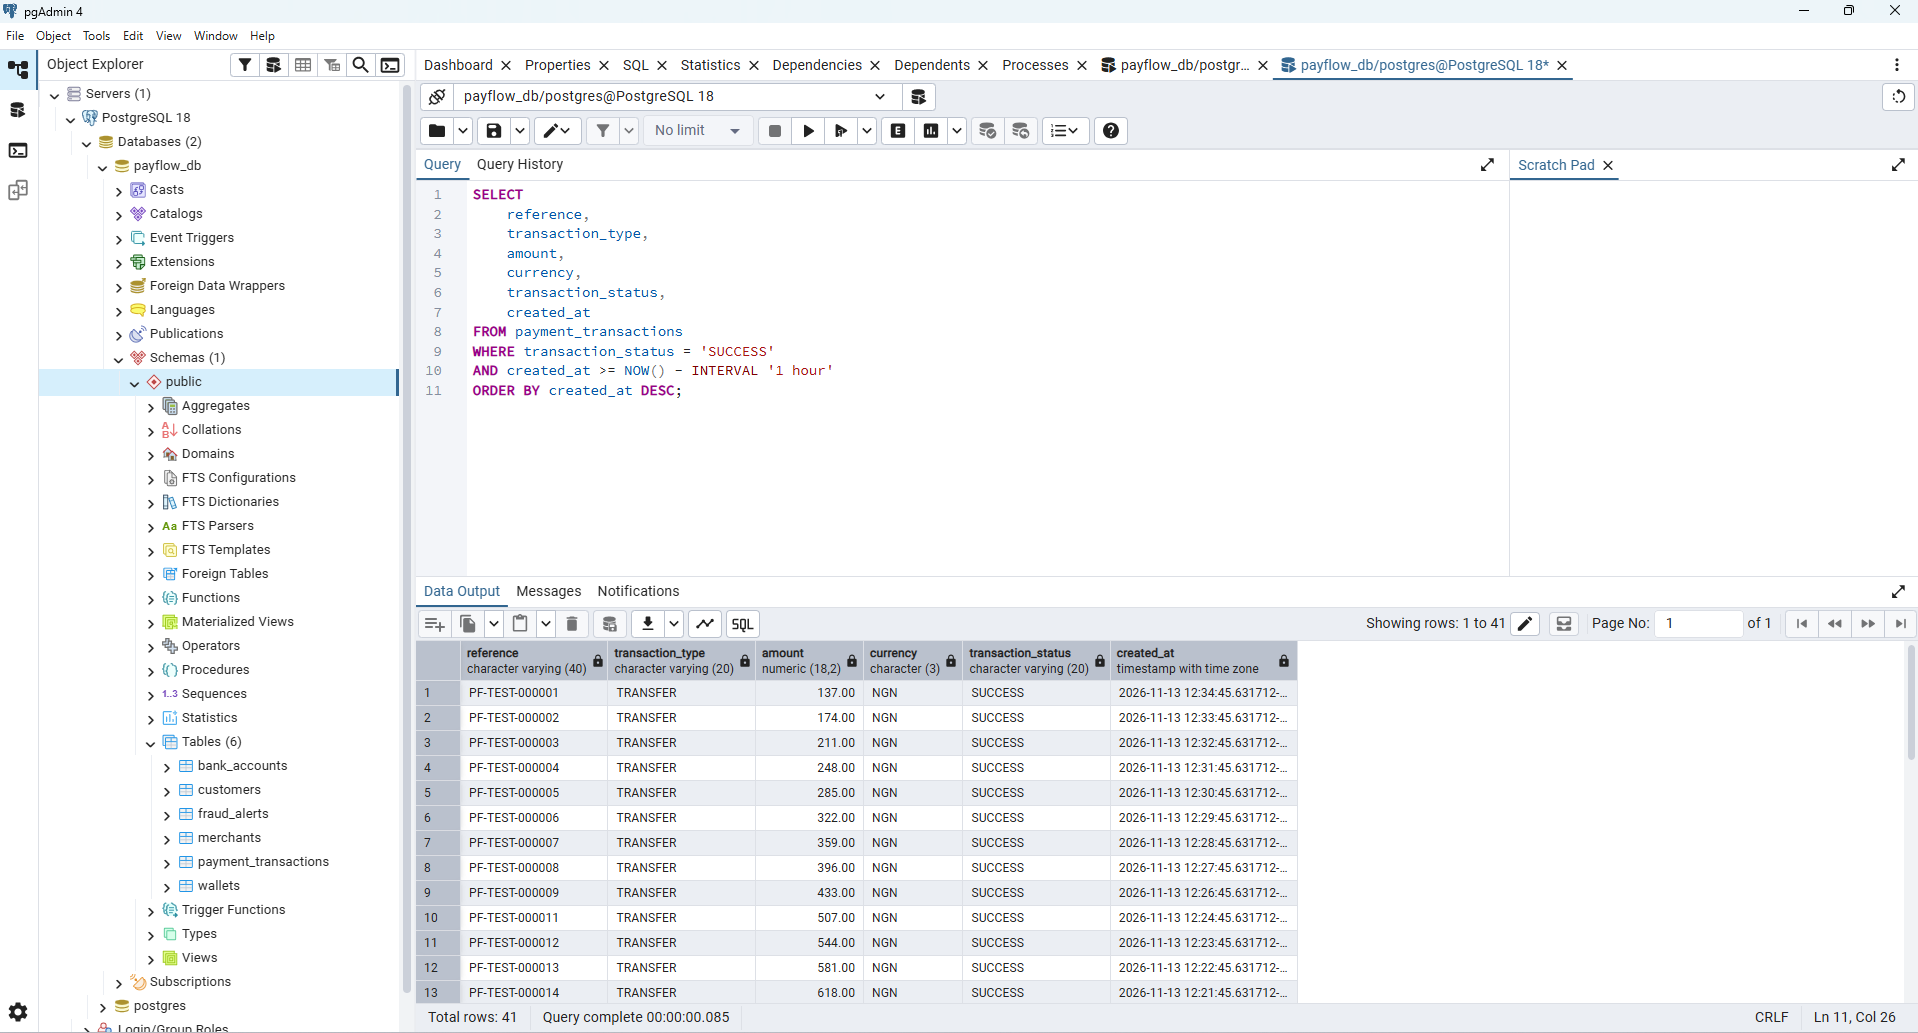 pgAdmin 4
File Object Tools Edit View Window Help
Object Explorer
Servers (1)
PostgreSQL 18
Databases (2)
payflow_db
Casts
Catalogs
Event Triggers
Extensions
Foreign Data Wrappers
Languages
Publications
Schemas (1)
public
Aggregates
Collations
Domains
FTS Configurations
FTS Dictionaries
Aa FTS Parsers
FTS Templates
Foreign Tables
Functions
Materialized Views
Operators
Procedures
1..3 Sequences
Statistics
Tables (6)
bank_accounts
customers
fraud_alerts
merchants
payment_transactions
wallets
Trigger Functions
Types
Views
Subscriptions
postgres
Login/Group Roles
Dashboard Properties SQL Statistics Dependencies Dependents Processes payflow_db/postgr... payflow_db/postgres@PostgreSQL 18*
payflow_db/postgres@PostgreSQL 18
No limit
Query Query History
Scratch Pad
1 SELECT
2 reference,
3 transaction_type,
4 amount,
5 currency,
6 transaction_status,
7 created_at
8 FROM payment_transactions
9 WHERE transaction_status = 'SUCCESS'
10 AND created_at >= NOW() - INTERVAL '1 hour'
11 ORDER BY created_at DESC;
Data Output Messages Notifications
SQL Showing rows: 1 to 41 Page No: 1 of 1
reference transaction_type amount currency transaction_status created_at
character varying (40) character varying (20) numeric (18,2) character (3) character varying (20) timestamp with time zone
1 PF-TEST-000001 TRANSFER 137.00 NGN SUCCESS 2026-11-13 12:34:45.631712-...
2 PF-TEST-000002 TRANSFER 174.00 NGN SUCCESS 2026-11-13 12:33:45.631712-...
3 PF-TEST-000003 TRANSFER 211.00 NGN SUCCESS 2026-11-13 12:32:45.631712-...
4 PF-TEST-000004 TRANSFER 248.00 NGN SUCCESS 2026-11-13 12:31:45.631712-...
5 PF-TEST-000005 TRANSFER 285.00 NGN SUCCESS 2026-11-13 12:30:45.631712-...
6 PF-TEST-000006 TRANSFER 322.00 NGN SUCCESS 2026-11-13 12:29:45.631712-...
7 PF-TEST-000007 TRANSFER 359.00 NGN SUCCESS 2026-11-13 12:28:45.631712-...
8 PF-TEST-000008 TRANSFER 396.00 NGN SUCCESS 2026-11-13 12:27:45.631712-...
9 PF-TEST-000009 TRANSFER 433.00 NGN SUCCESS 2026-11-13 12:26:45.631712-...
10 PF-TEST-000011 TRANSFER 507.00 NGN SUCCESS 2026-11-13 12:24:45.631712-...
11 PF-TEST-000012 TRANSFER 544.00 NGN SUCCESS 2026-11-13 12:23:45.631712-...
12 PF-TEST-000013 TRANSFER 581.00 NGN SUCCESS 2026-11-13 12:22:45.631712-...
13 PF-TEST-000014 TRANSFER 618.00 NGN SUCCESS 2026-11-13 12:21:45.631712-...
Total rows: 41 Query complete 00:00:00.085 CRLF Ln 11, Col 26